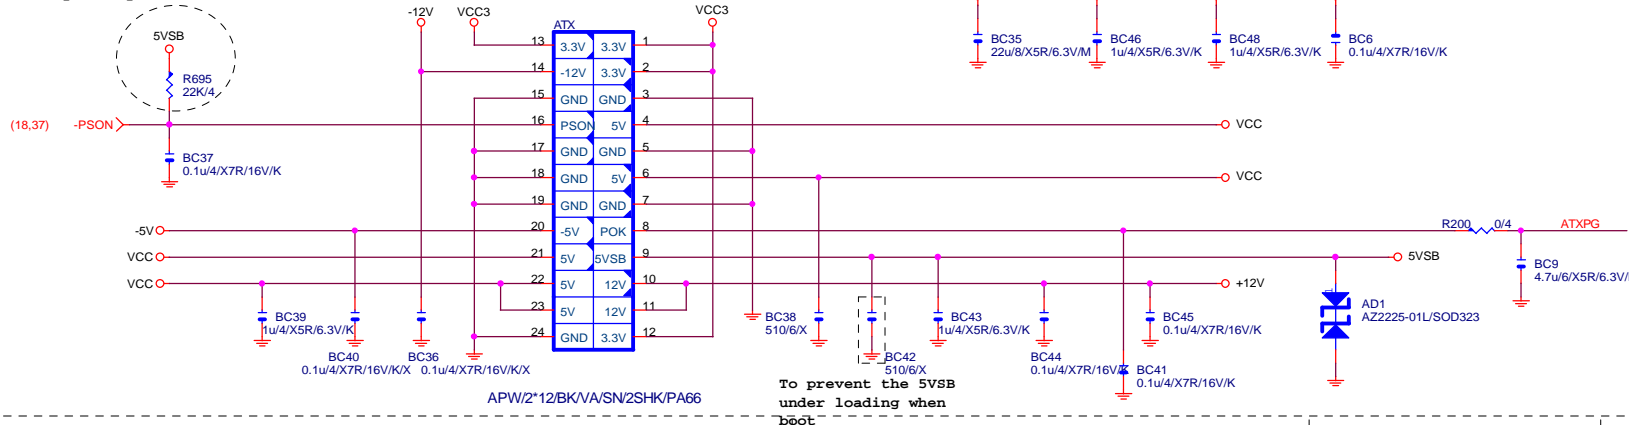 -12V VCC3 VCC3
ATX
5VSB
R695
22K/4
(18,37) -PSON
BC37
0.1u/4/X7R/16V/K
BC35
22u/8/X5R/6.3V/M
BC46
1u/4/X5R/6.3V/K
BC48
1u/4/X5R/6.3V/K
BC6
0.1u/4/X7R/16V/K
13 3.3V 3.3V 1
14 -12V 3.3V 2
15 GND GND 3
16 PSON 5V 4 VCC
17 GND GND 5
18 GND 5V 6 VCC
19 GND GND 7
-5V 20 -5V POK 8 R200 0/4 ATXPG
VCC 21 5V 5VSB 9 5VSB
VCC 22 5V 12V 10 +12V
23 5V 12V 11
24 GND 3.3V 12
BC9
4.7u/6/X5R/6.3V/
AD1
AZ2225-01L/SOD323
1
BC39
1u/4/X5R/6.3V/K
BC40
0.1u/4/X7R/16V/K/X
BC36
0.1u/4/X7R/16V/K/X
BC38
510/6/X
BC42
510/6/X
BC43
1u/4/X5R/6.3V/K
BC44
0.1u/4/X7R/16V/K
BC45
0.1u/4/X7R/16V/K
BC41
0.1u/4/X7R/16V/K
APW/2*12/BK/VA/SN/2SHK/PA66
To prevent the 5VSB
under loading when
boot